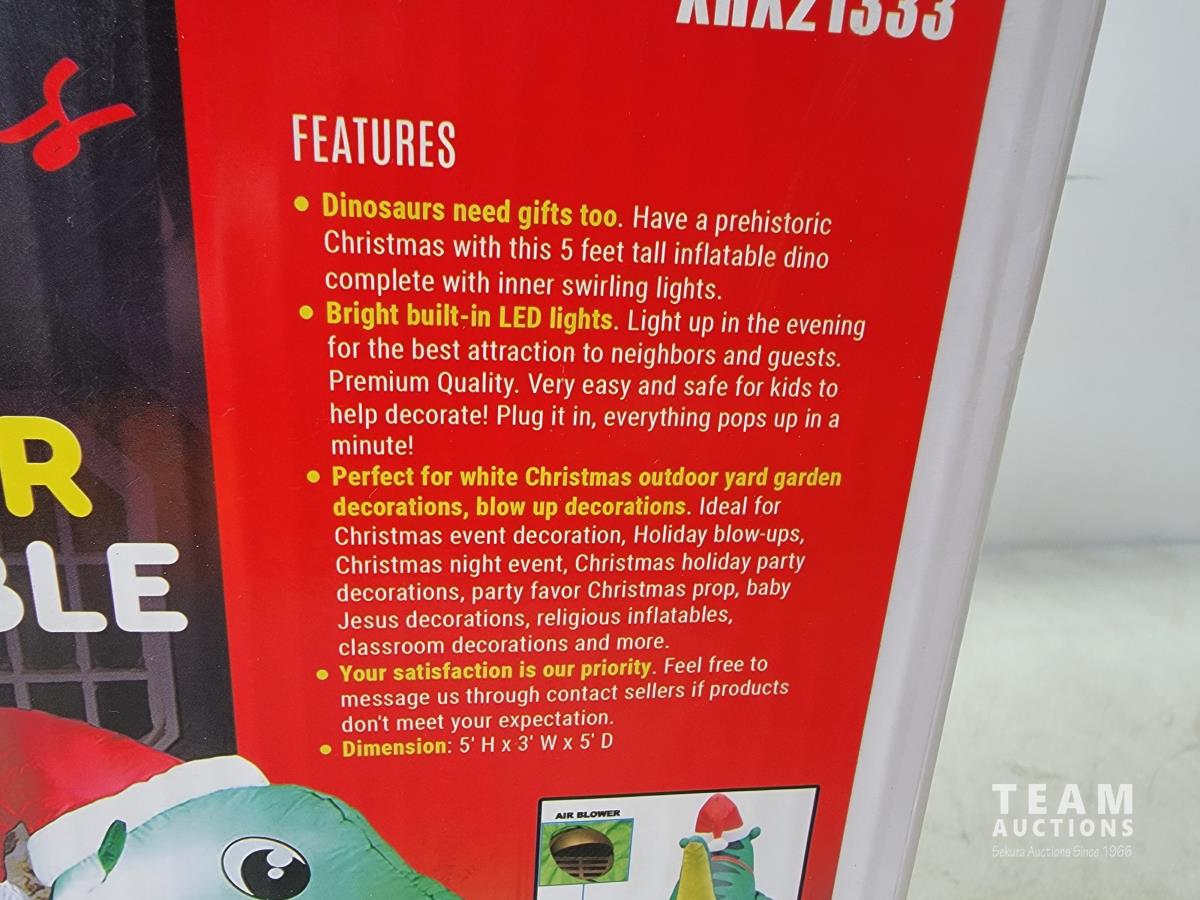 XHX21333
FEATURES
• Dinosaurs need gifts too. Have a prehistoric
Christmas with this 5 feet tall inflatable dino
complete with inner swirling lights.
• Bright built-in LED lights. Light up in the evening
for the best attraction to neighbors and guests.
Premium Quality. Very easy and safe for kids to
help decorate! Plug it in, everything pops up in a
minute!
• Perfect for white Christmas outdoor yard garden
decorations, blow up decorations. Ideal for
Christmas event decoration, Holiday blow-ups,
Christmas night event, Christmas holiday party
decorations, party favor Christmas prop, baby
Jesus decorations, religious inflatables,
classroom decorations and more.
• Your satisfaction is our priority. Feel free to
message us through contact sellers if products
don't meet your expectation.
• Dimension: 5' H x 3' W x 5' D
R
BLE
AIR BLOWER
TEAM
AUCTIONS
Sekura Auctions Since 1966